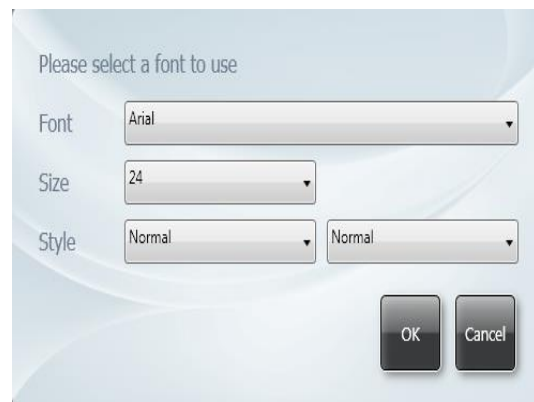 Please select a font to use
Font Arial
Size 24
Style Normal Normal
OK Cancel